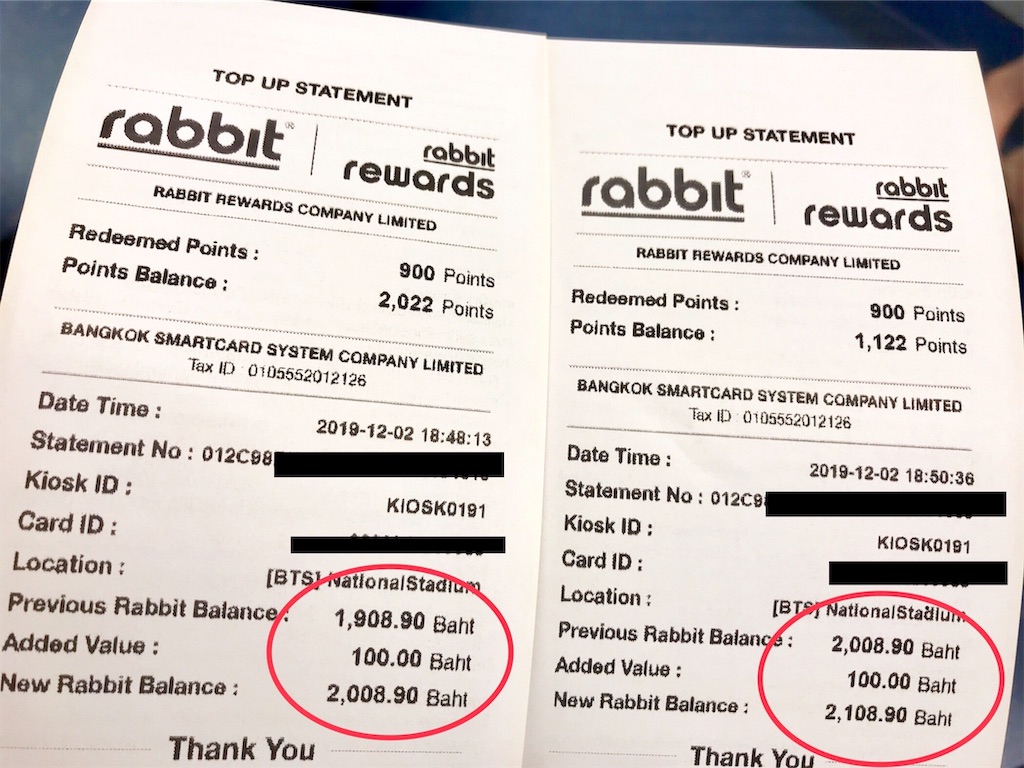 TOP UP STATEMENT
rabbit®
rabbit
rewards
RABBIT REWARDS COMPANY LIMITED
Redeemed Points : 900 Points
Points Balance : 2,022 Points
BANGKOK SMARTCARD SYSTEM COMPANY LIMITED
Tax ID : 0105552012126
Date Time : 2019-12-02 18:48:13
Statement No : 012C98
Kiosk ID : KIOSK0191
Card ID :
Location : [BTS] NationalStadium
Previous Rabbit Balance : 1,908.90 Baht
Added Value : 100.00 Baht
New Rabbit Balance : 2,008.90 Baht
Thank You
TOP UP STATEMENT
rabbit®
rabbit
rewards
RABBIT REWARDS COMPANY LIMITED
Redeemed Points : 900 Points
Points Balance : 1,122 Points
BANGKOK SMARTCARD SYSTEM COMPANY LIMITED
Tax ID : 0105552012126
Date Time : 2019-12-02 18:50:36
Statement No : 012C9
Kiosk ID : KIOSK0191
Card ID :
Location : [BTS] NationalStadium
Previous Rabbit Balance : 2,008.90 Baht
Added Value : 100.00 Baht
New Rabbit Balance : 2,108.90 Baht
Thank You